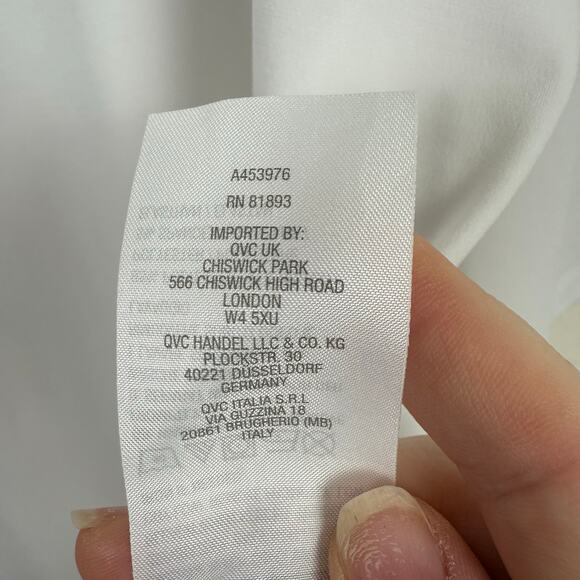 A453976
RN 81893
IMPORTED BY:
QVC UK
CHISWICK PARK
566 CHISWICK HIGH ROAD
LONDON
W4 5XU
QVC HANDEL LLC & CO. KG
PLOCKSTR. 30
40221 DÜSSELDORF
GERMANY
QVC ITALIA S.R.L
VIA GUZZINA 18
20861 BRUGHERIO (MB)
ITALY